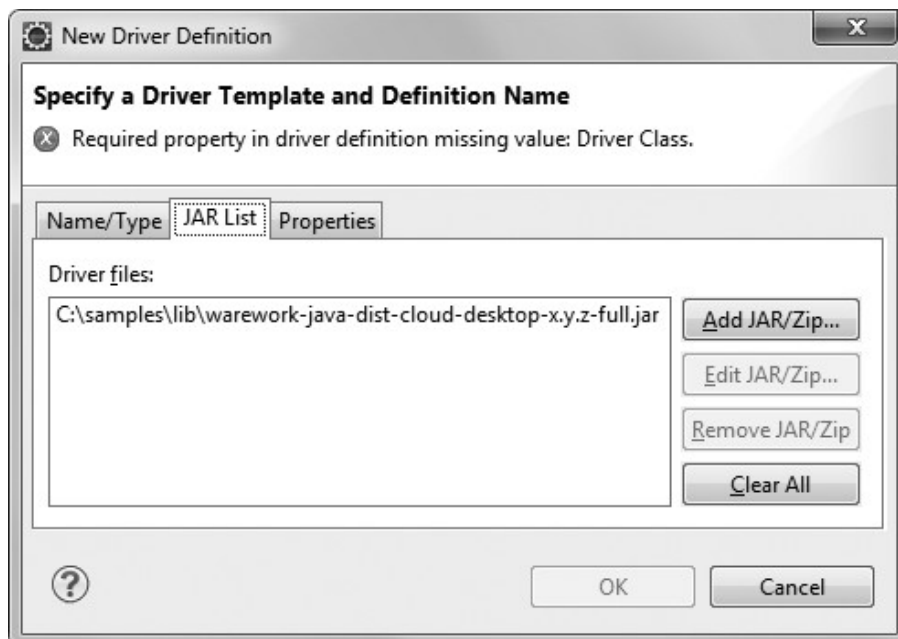 New Driver Definition
Specify a Driver Template and Definition Name
Required property in driver definition missing value: Driver Class.
Name/Type JAR List Properties
Driver files:
C:\samples\lib\warework-java-dist-cloud-desktop-x.y.z-full.jar
Add JAR/Zip...
Edit JAR/Zip...
Remove JAR/Zip
Clear All
OK Cancel